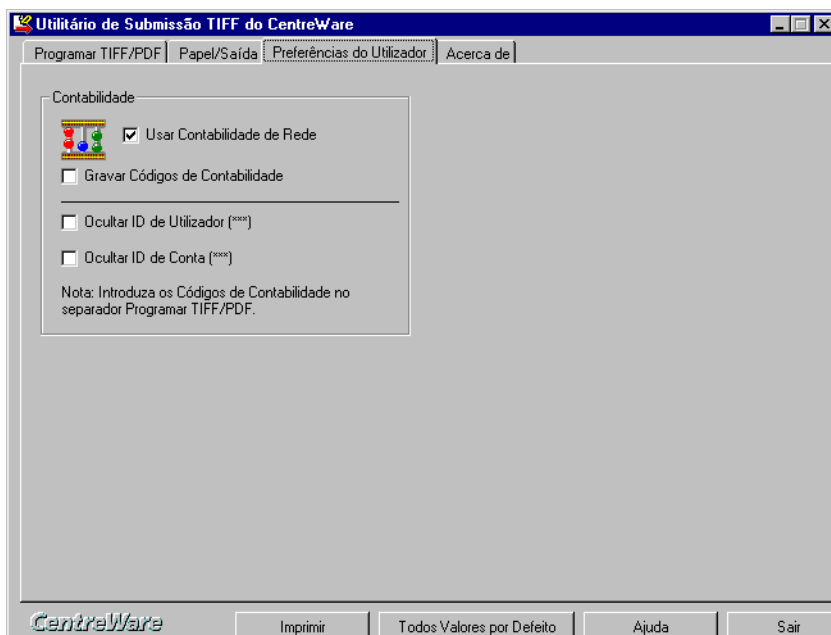 Utilitário de Submissão TIFF do CentreWare
Programar TIFF/PDF Papel/Saída Preferências do Utilizador Acerca de
Contabilidade
Usar Contabilidade de Rede
Gravar Códigos de Contabilidade
Ocultar ID de Utilizador (***)
Ocultar ID de Conta (***)
Nota: Introduza os Códigos de Contabilidade no
separador Programar TIFF/PDF.
CentreWare Imprimir Todos Valores por Defeito Ajuda Sair